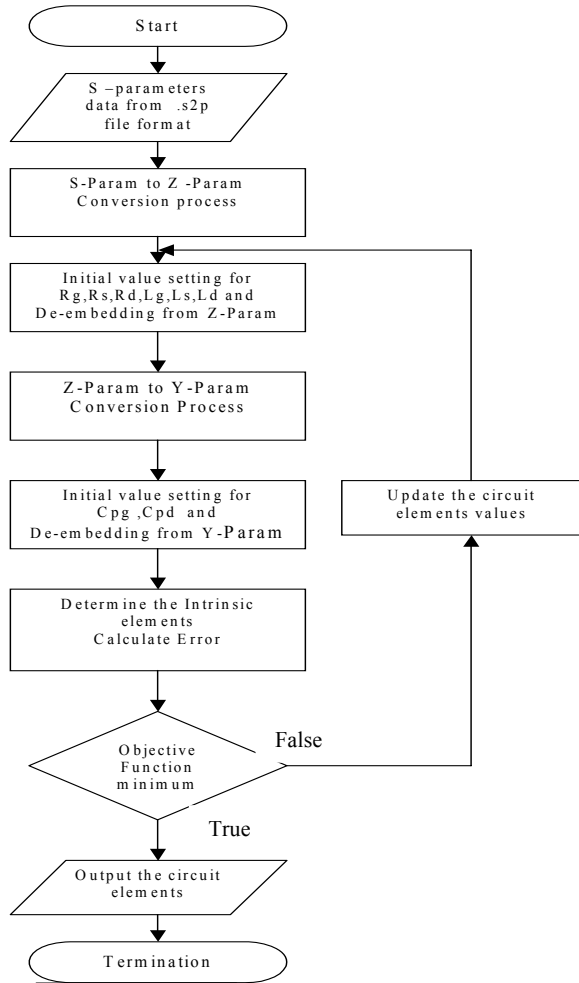 Start
S –parameters
data from .s2p
file format
S-Param to Z -Param
Conversion process
Initial value setting for
Rg,Rs,Rd,Lg,Ls,Ld and
De-embedding from Z-Param
Z-Param to Y-Param
Conversion Process
Initial value setting for
Cpg ,Cpd and
De-embedding from Y-Param
Update the circuit
elements values
Determine the Intrinsic
elements
Calculate Error
Objective
Function
minimum
False
True
Output the circuit
elements
Termination